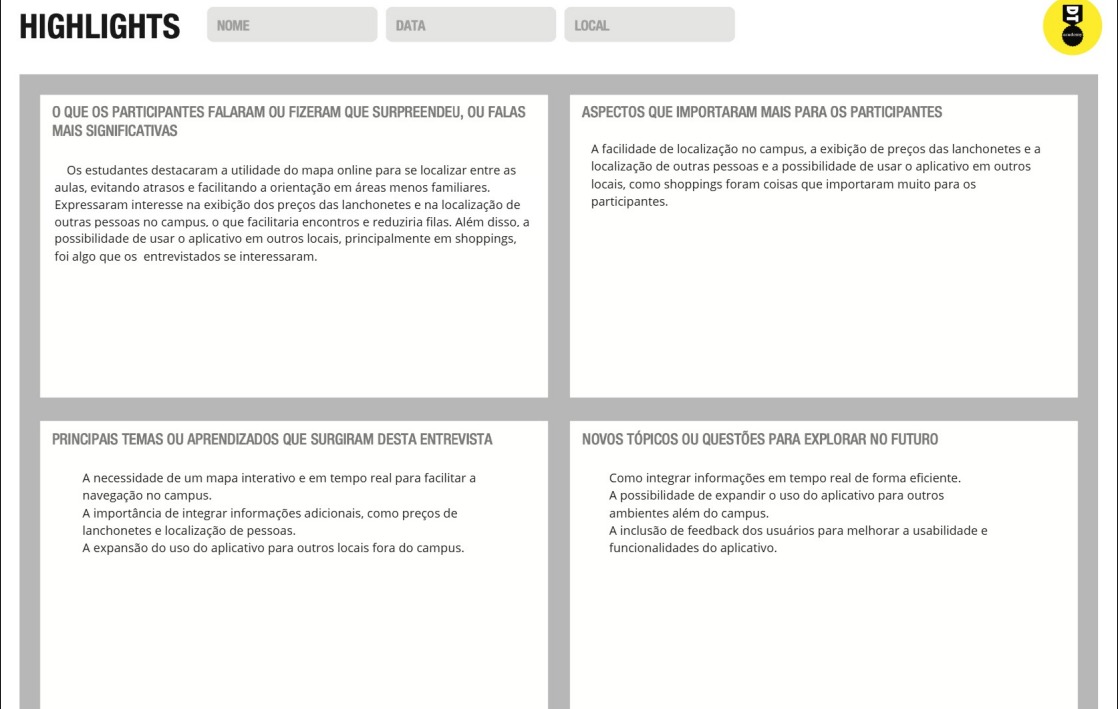 HIGHLIGHTS
NOME
DATA
LOCAL
DT
academy
O QUE OS PARTICIPANTES FALARAM OU FIZERAM QUE SURPREENDEU, OU FALAS
MAIS SIGNIFICATIVAS
Os estudantes destacaram a utilidade do mapa online para se localizar entre as
aulas, evitando atrasos e facilitando a orientação em áreas menos familiares.
Expressaram interesse na exibição dos preços das lanchonetes e na localização de
outras pessoas no campus, o que facilitaria encontros e reduziria filas. Além disso, a
possibilidade de usar o aplicativo em outros locais, principalmente em shoppings,
foi algo que os entrevistados se interessaram.
ASPECTOS QUE IMPORTARAM MAIS PARA OS PARTICIPANTES
A facilidade de localização no campus, a exibição de preços das lanchonetes e a
localização de outras pessoas e a possibilidade de usar o aplicativo em outros
locais, como shoppings foram coisas que importaram muito para os
participantes.
PRINCIPAIS TEMAS OU APRENDIZADOS QUE SURGIRAM DESTA ENTREVISTA
A necessidade de um mapa interativo e em tempo real para facilitar a
navegação no campus.
A importância de integrar informações adicionais, como preços de
lanchonetes e localização de pessoas.
A expansão do uso do aplicativo para outros locais fora do campus.
NOVOS TÓPICOS OU QUESTÕES PARA EXPLORAR NO FUTURO
Como integrar informações em tempo real de forma eficiente.
A possibilidade de expandir o uso do aplicativo para outros
ambientes além do campus.
A inclusão de feedback dos usuários para melhorar a usabilidade e
funcionalidades do aplicativo.